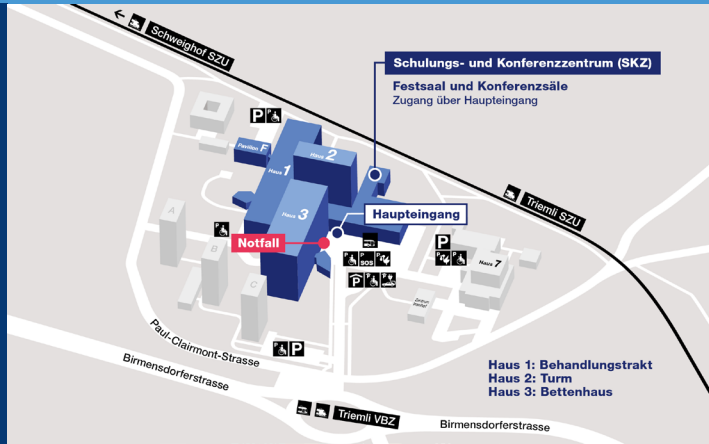 Schweighof SZU
Schulungs- und Konferenzzentrum (SKZ)
Festsaal und Konferenzsäle
Zugang über Haupteingang
P
Pavillon F
Haus 1
Haus 2
Haus 3
Triemli SZU
A
B
C
Haupteingang
Notfall
P
P
P SOS
P
P
P
P
P
P
Haus 7
P
P
Paul-Clairmont-Strasse
Birmensdorferstrasse
Triemli VBZ
Birmensdorferstrasse
Haus 1: Behandlungstrakt
Haus 2: Turm
Haus 3: Bettenhaus